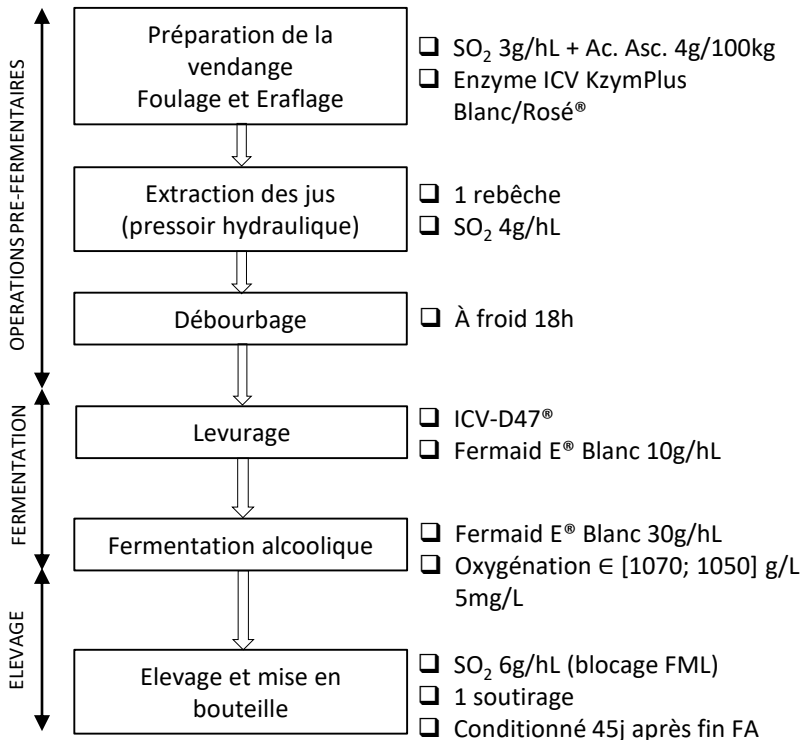 OPERATIONS PRE-FERMENTAIRES
Préparation de la
vendange
Foulage et Eraflage
❑ SO₂ 3g/hL + Ac. Asc. 4g/100kg
❑ Enzyme ICV KzymPlus
Blanc/Rosé®
Extraction des jus
(pressoir hydraulique)
❑ 1 rebêche
❑ SO₂ 4g/hL
Débourbage
❑ À froid 18h
FERMENTATION
Levurage
❑ ICV-D47®
❑ Fermaid E® Blanc 10g/hL
Fermentation alcoolique
❑ Fermaid E® Blanc 30g/hL
❑ Oxygénation ∈ [1070; 1050] g/L
5mg/L
ELEVAGE
Elevage et mise en
bouteille
❑ SO₂ 6g/hL (blocage FML)
❑ 1 soutirage
❑ Conditionné 45j après fin FA